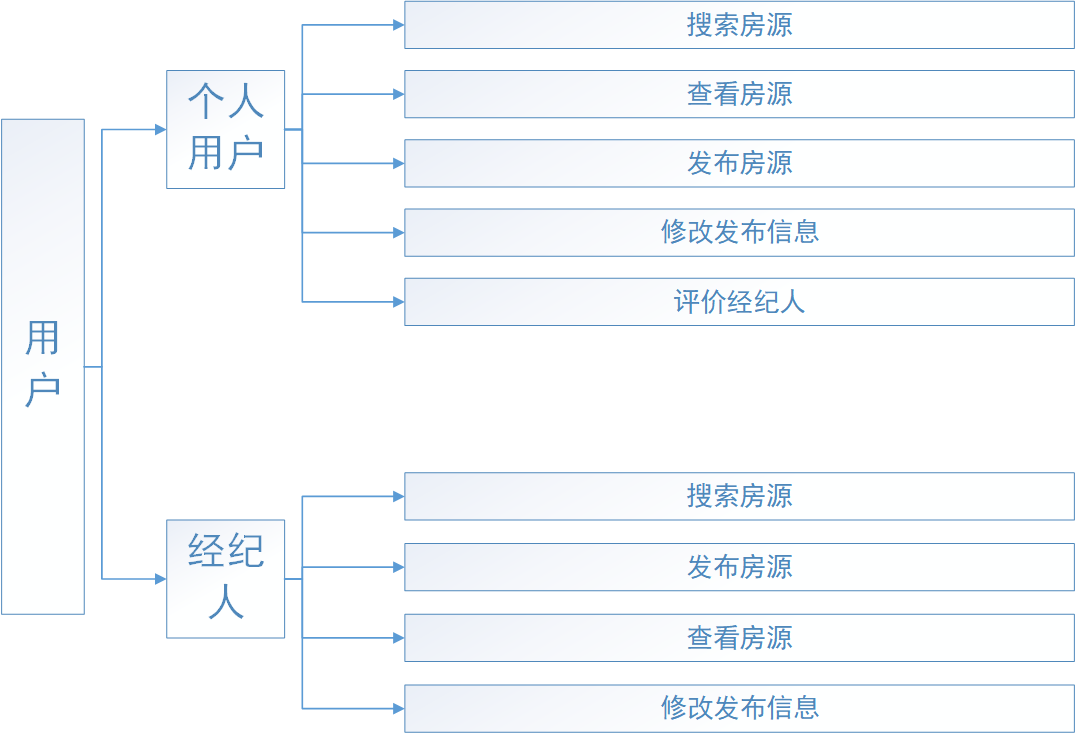 用
户
个人
用户
搜索房源
查看房源
发布房源
修改发布信息
评价经纪人
经纪
人
搜索房源
发布房源
查看房源
修改发布信息